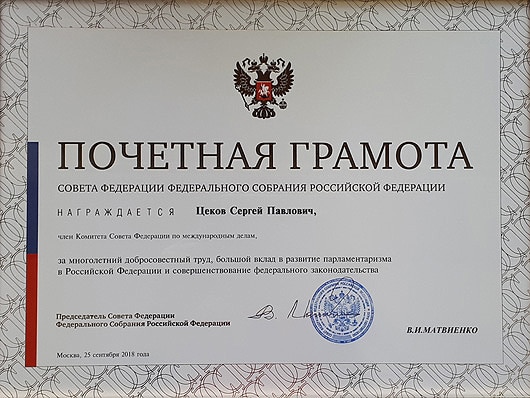 ПОЧЕТНАЯ ГРАМОТА
СОВЕТА ФЕДЕРАЦИИ ФЕДЕРАЛЬНОГО СОБРАНИЯ РОССИЙСКОЙ ФЕДЕРАЦИИ
НАГРАЖДАЕТСЯ Цеков Сергей Павлович,
член Комитета Совета Федерации по международным делам,
за многолетний добросовестный труд, большой вклад в развитие парламентаризма
в Российской Федерации и совершенствование федерального законодательства
Председатель Совета Федерации
Федерального Собрания Российской Федерации
В.И.МАТВИЕНКО
Москва, 25 сентября 2018 года